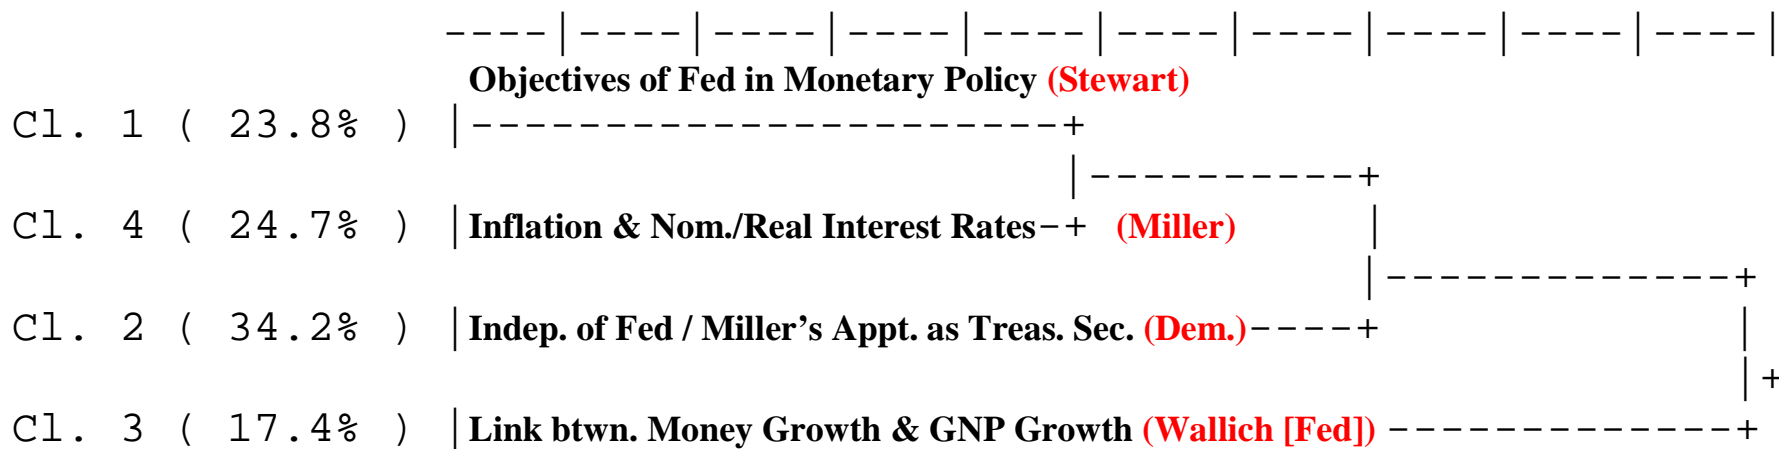 ----|----|----|----|----|----|----|----|----|----|
Objectives of Fed in Monetary Policy (Stewart)
Cl. 1 ( 23.8% ) |----------------------+
|----------+
Cl. 4 ( 24.7% ) |Inflation & Nom./Real Interest Rates-+ (Miller) |
|-------------+
Cl. 2 ( 34.2% ) |Indep. of Fed / Miller’s Appt. as Treas. Sec. (Dem.)----+ |
|+
Cl. 3 ( 17.4% ) |Link btwn. Money Growth & GNP Growth (Wallich [Fed]) -------------+